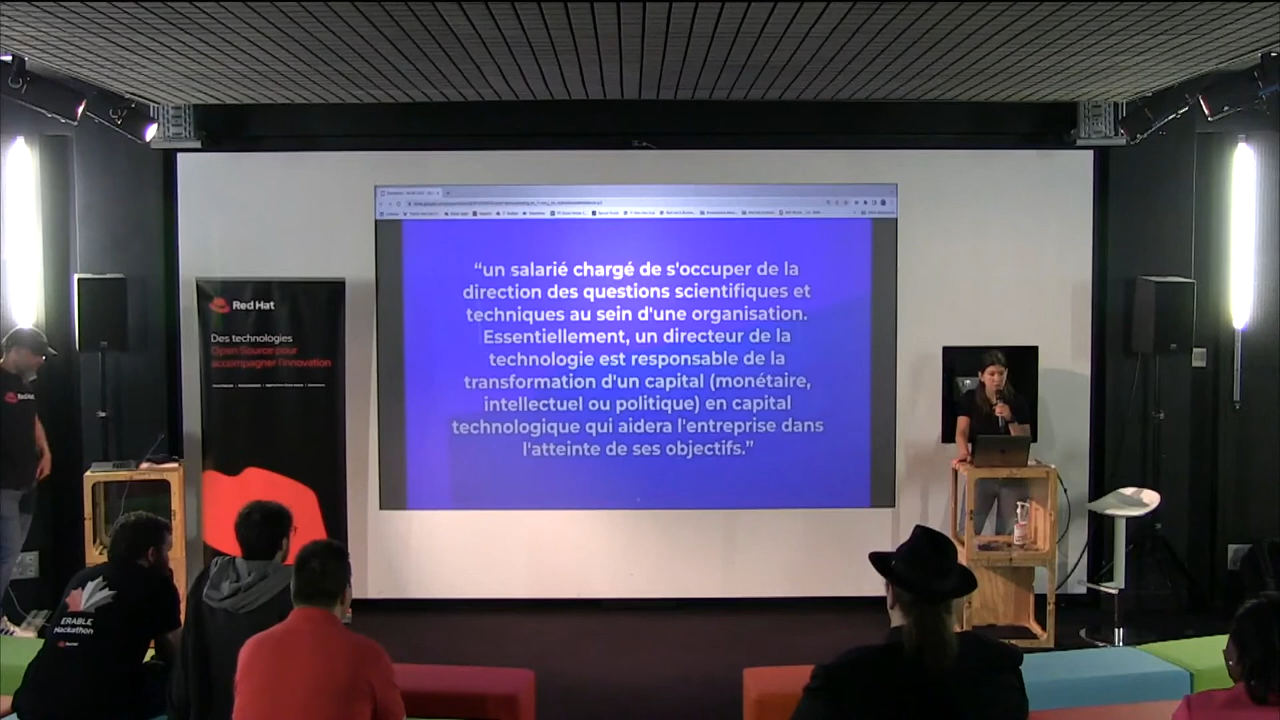 “un salarié chargé de s'occuper de la
direction des questions scientifiques et
techniques au sein d'une organisation.
Essentiellement, un directeur de la
technologie est responsable de la
transformation d'un capital (monétaire,
intellectuel ou politique) en capital
technologique qui aidera l'entreprise dans
l'atteinte de ses objectifs.”
Red Hat
Des technologies
Open Source pour
accompagner l'innovation
RedHat
ERABLE
Hackathon